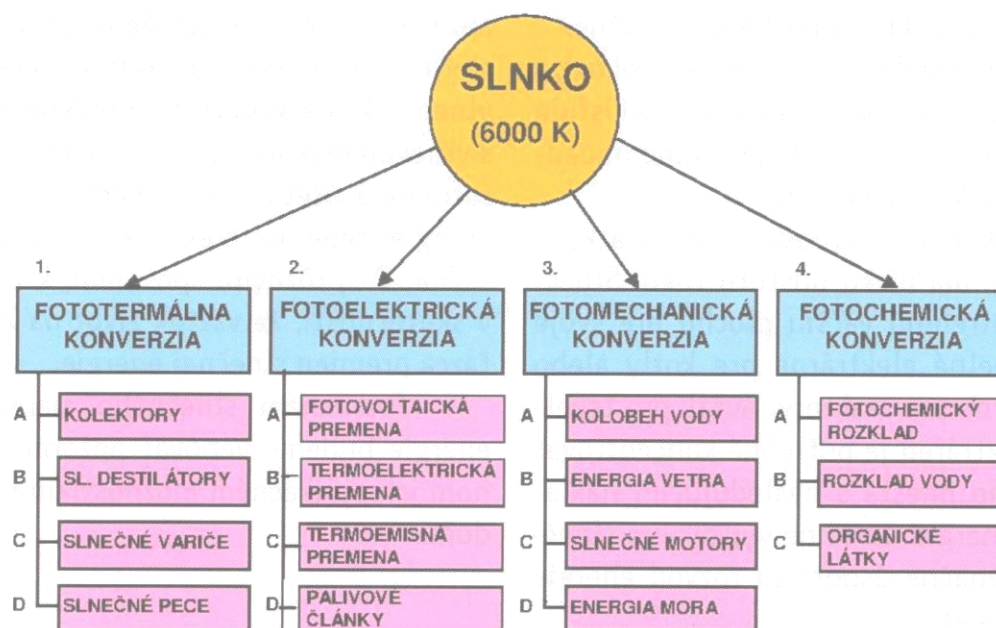 SLNKO
(6000 K)
1.
FOTOTERMÁLNA
KONVERZIA
A
KOLEKTORY
B
SL. DESTILÁTORY
C
SLNEČNÉ VARIČE
D
SLNEČNÉ PECE
2.
FOTOELEKTRICKÁ
KONVERZIA
A
FOTOVOLTAICKÁ
PREMENA
B
TERMOELEKTRICKÁ
PREMENA
C
TERMOEMISNÁ
PREMENA
D
PALIVOVÉ
ČLÁNKY
3.
FOTOMECHANICKÁ
KONVERZIA
A
KOLOBEH VODY
B
ENERGIA VETRA
C
SLNEČNÉ MOTORY
D
ENERGIA MORA
4.
FOTOCHEMICKÁ
KONVERZIA
A
FOTOCHEMICKÝ
ROZKLAD
B
ROZKLAD VODY
C
ORGANICKÉ
LÁTKY